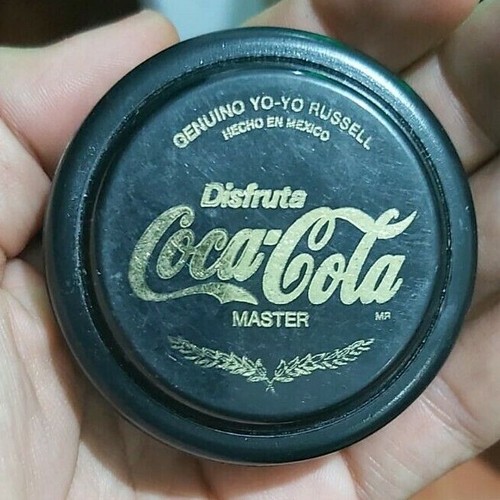 GENUINO YO-YO RUSSELL
HECHO EN MEXICO
Disfruta
Coca-Cola
MASTER
MR